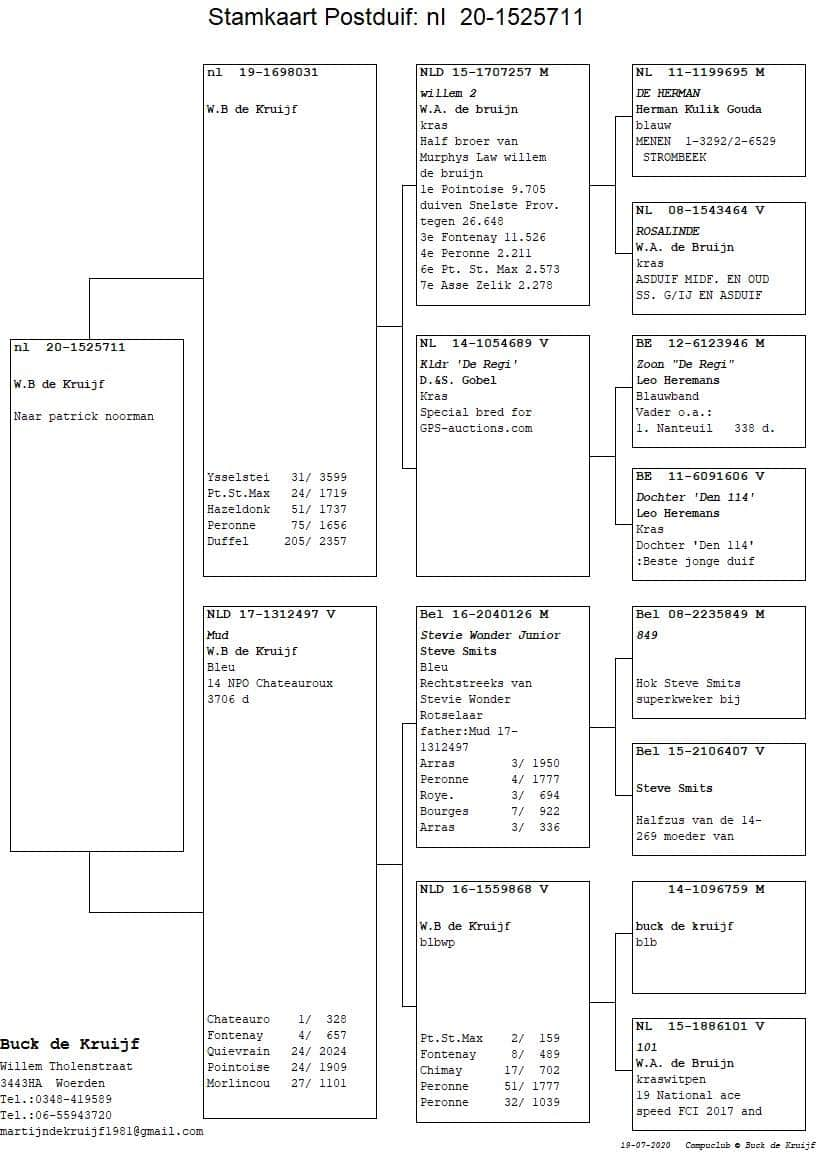 Stamkaart Postduif: nl  20-1525711
nl  20-1525711
W.B de Kruijf
Naar patrick noorman
nl  19-1698031
W.B de Kruijf
Ysselstei   31/ 3599
Pt.St.Max   24/ 1719
Hazeldonk   51/ 1737
Peronne     75/ 1656
Duffel     205/ 2357
NLD 17-1312497 V
Mud
W.B de Kruijf
Bleu
14 NPO Chateauroux
3706 d
Chateauro    1/  328
Fontenay     4/  657
Quievrain   24/ 2024
Pointoise   24/ 1909
Morlincou   27/ 1101
NLD 15-1707257 M
willem 2
W.A. de bruijn
kras
Half broer van
Murphys Law willem
de bruijn
1e Pointoise 9.705
duiven Snelste Prov.
tegen 26.648
3e Fontenay 11.526
4e Peronne 2.211
6e Pt. St. Max 2.573
7e Asse Zelik 2.278
NL  14-1054689 V
Kldr 'De Regi'
D.&S. Gobel
Kras
Special bred for
GPS-auctions.com
Bel 16-2040126 M
Stevie Wonder Junior
Steve Smits
Bleu
Rechtstreeks van
Stevie Wonder
Rotselaar
father:Mud 17-
1312497
Arras        3/ 1950
Peronne      4/ 1777
Roye.        3/  694
Bourges      7/  922
Arras        3/  336
NLD 16-1559868 V
W.B de Kruijf
blbwp
Pt.St.Max    2/  159
Fontenay     8/  489
Chimay      17/  702
Peronne     51/ 1777
Peronne     32/ 1039
NL  11-1199695 M
DE HERMAN
Herman Kulik Gouda
blauw
MENEN  1-3292/2-6529
STROMBEEK
NL  08-1543464 V
ROSALINDE
W.A. de Bruijn
kras
ASDUIF MIDF. EN OUD
SS. G/IJ EN ASDUIF
BE  12-6123946 M
Zoon "De Regi"
Leo Heremans
Blauwband
Vader o.a.:
1. Nanteuil   338 d.
BE  11-6091606 V
Dochter 'Den 114'
Leo Heremans
Kras
Dochter 'Den 114'
:Beste jonge duif
Bel 08-2235849 M
849
Hok Steve Smits
superkweker bij
Bel 15-2106407 V
Steve Smits
Halfzus van de 14-
269 moeder van
14-1096759 M
buck de kruijf
blb
NL  15-1886101 V
101
W.A. de Bruijn
kraswitpen
19 National ace
speed FCI 2017 and
Buck de Kruijf
Willem Tholenstraat
3443HA  Woerden
Tel.:0348-419589
Tel.:06-55943720
martijndekruijf1981@gmail.com
19-07-2020   Compuclub © Buck de Kruijf